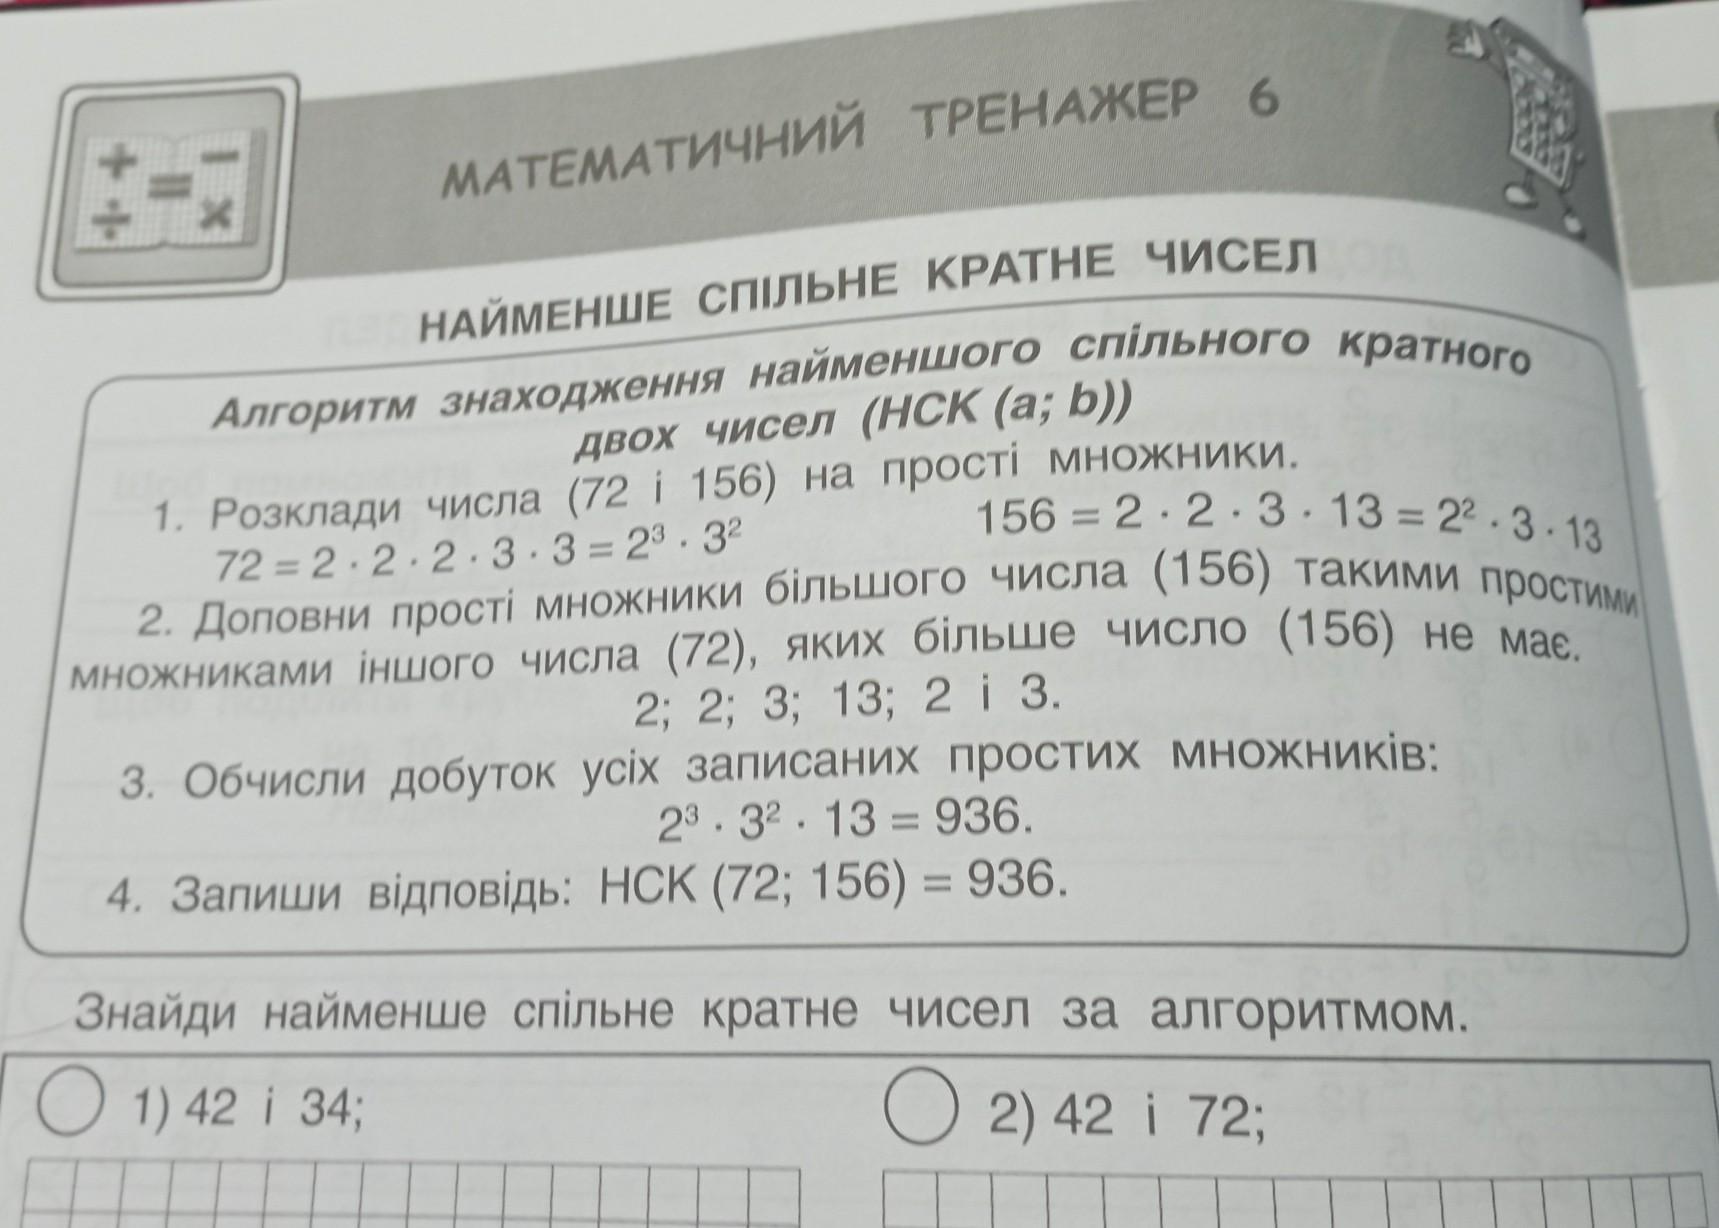 МАТЕМАТИЧНИЙ ТРЕНАЖЕР 6
+ −
=
÷ ×
НАЙМЕНШЕ СПІЛЬНЕ КРАТНЕ ЧИСЕЛ
Алгоритм знаходження найменшого спільного кратного
двох чисел (НСК (a; b))
1. Розклади числа (72 і 156) на прості множники.
72 = 2 · 2 · 2 · 3 · 3 = 2³ · 3² 156 = 2 · 2 · 3 · 13 = 2² · 3 · 13
2. Доповни прості множники більшого числа (156) такими простими
множниками іншого числа (72), яких більше число (156) не має.
2; 2; 3; 13; 2 і 3.
3. Обчисли добуток усіх записаних простих множників:
2³ · 3² · 13 = 936.
4. Запиши відповідь: НСК (72; 156) = 936.
Знайди найменше спільне кратне чисел за алгоритмом.
1) 42 і 34; 2) 42 і 72;